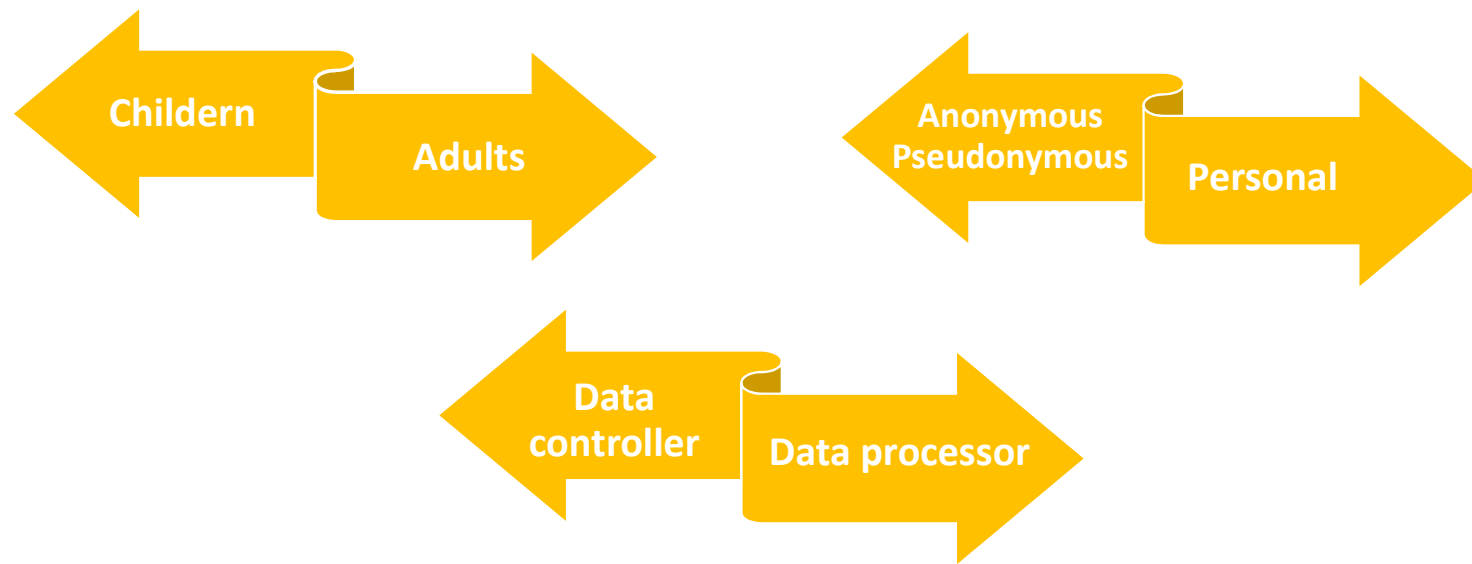 Childern
Adults
Anonymous
Pseudonymous
Personal
Data
controller
Data processor